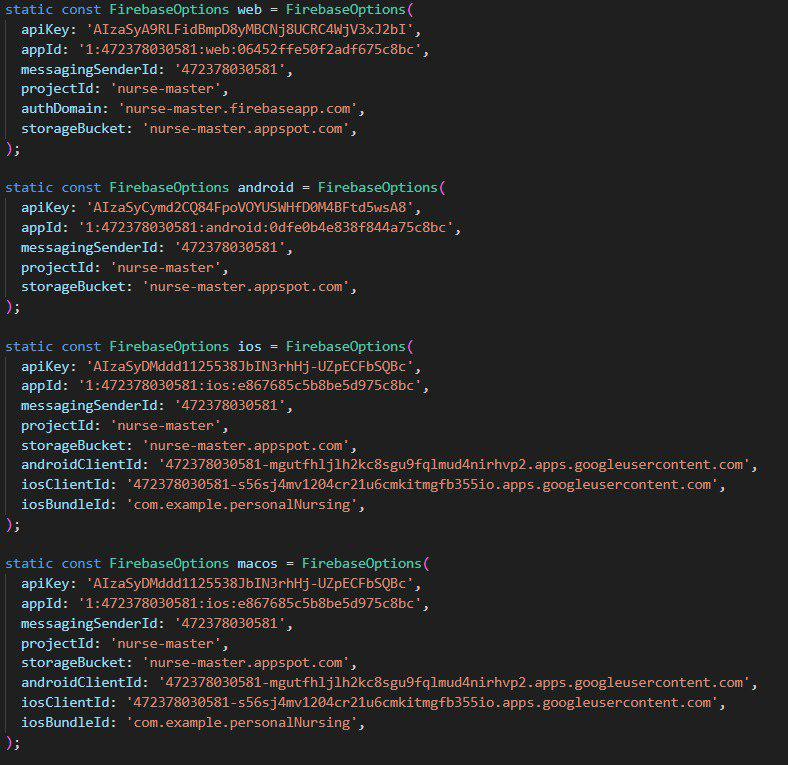 static const FirebaseOptions web = FirebaseOptions(
  apiKey: 'AIzaSyA9RLFidBmpD8yMBCNj8UCRC4WjV3xJ2bI',
  appId: '1:472378030581:web:06452ffe50f2adf675c8bc',
  messagingSenderId: '472378030581',
  projectId: 'nurse-master',
  authDomain: 'nurse-master.firebaseapp.com',
  storageBucket: 'nurse-master.appspot.com',
);

static const FirebaseOptions android = FirebaseOptions(
  apiKey: 'AIzaSyCymd2CQ84FpoVOYUSWHfD0M4BFtd5wsA8',
  appId: '1:472378030581:android:0dfe0b4e838f844a75c8bc',
  messagingSenderId: '472378030581',
  projectId: 'nurse-master',
  storageBucket: 'nurse-master.appspot.com',
);

static const FirebaseOptions ios = FirebaseOptions(
  apiKey: 'AIzaSyDMddd1125538JbIN3rhHj-UZpECFbSQBc',
  appId: '1:472378030581:ios:e867685c5b8be5d975c8bc',
  messagingSenderId: '472378030581',
  projectId: 'nurse-master',
  storageBucket: 'nurse-master.appspot.com',
  androidClientId: '472378030581-mgutfhljlh2kc8sgu9fqlmud4nirhvp2.apps.googleusercontent.com',
  iosClientId: '472378030581-s56sj4mv1204cr21u6cmkitmgfb355io.apps.googleusercontent.com',
  iosBundleId: 'com.example.personalNursing',
);

static const FirebaseOptions macos = FirebaseOptions(
  apiKey: 'AIzaSyDMddd1125538JbIN3rhHj-UZpECFbSQBc',
  appId: '1:472378030581:ios:e867685c5b8be5d975c8bc',
  messagingSenderId: '472378030581',
  projectId: 'nurse-master',
  storageBucket: 'nurse-master.appspot.com',
  androidClientId: '472378030581-mgutfhljlh2kc8sgu9fqlmud4nirhvp2.apps.googleusercontent.com',
  iosClientId: '472378030581-s56sj4mv1204cr21u6cmkitmgfb355io.apps.googleusercontent.com',
  iosBundleId: 'com.example.personalNursing',
);